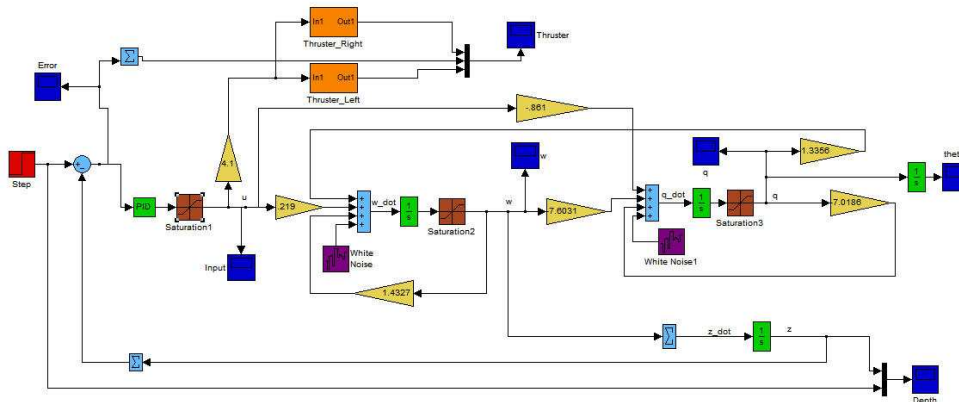 In1 Out1
Thruster_Right
Thruster
Error
In1 Out1
Thruster_Left
-.861
4.1
w
q
1.3356
thet
Step
PID
u
219
w_dot
1
s
w
7.6031
q_dot
1
s
q
7.0186
1
s
Saturation1
Saturation2
Saturation3
White
Noise
White Noise1
Input
1.4327
z_dot
1
s
z
Depth